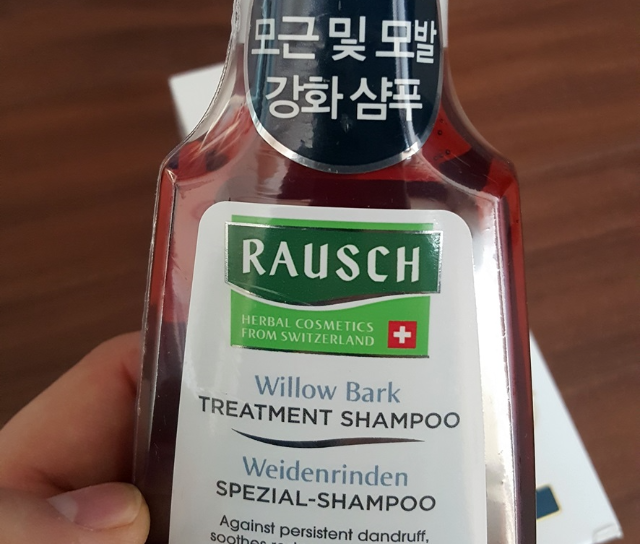 모근 및 모발
강화 샴푸
RAUSCH
HERBAL COSMETICS
FROM SWITZERLAND
Willow Bark
TREATMENT SHAMPOO
Weidenrinden
SPEZIAL-SHAMPOO
Against persistent dandruff,
soothes